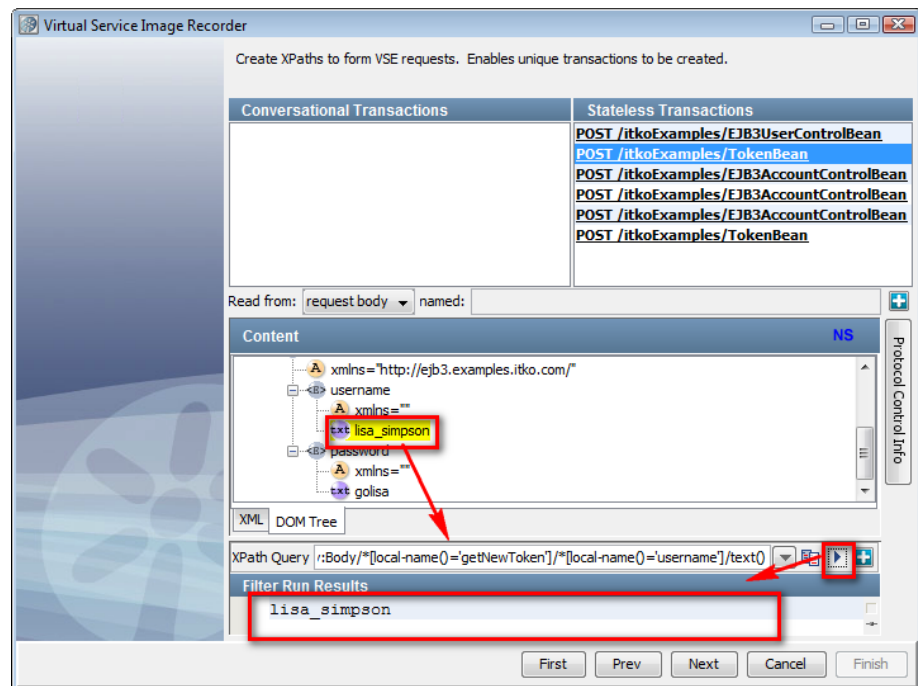 Virtual Service Image Recorder
Create XPaths to form VSE requests. Enables unique transactions to be created.
Conversational Transactions
Stateless Transactions
POST /itkoExamples/EJB3UserControlBean
POST /itkoExamples/TokenBean
POST /itkoExamples/EJB3AccountControlBean
POST /itkoExamples/EJB3AccountControlBean
POST /itkoExamples/EJB3AccountControlBean
POST /itkoExamples/TokenBean
Read from: request body named:
Content NS
Protocol Control Info
A xmlns="http://ejb3.examples.itko.com/"
<E> username
A xmlns=""
txt lisa_simpson
<E> password
A xmlns=""
txt golisa
XML DOM Tree
XPath Query :Body/*[local-name()='getNewToken']/*[local-name()='username']/text()
Filter Run Results
lisa_simpson
First Prev Next Cancel Finish